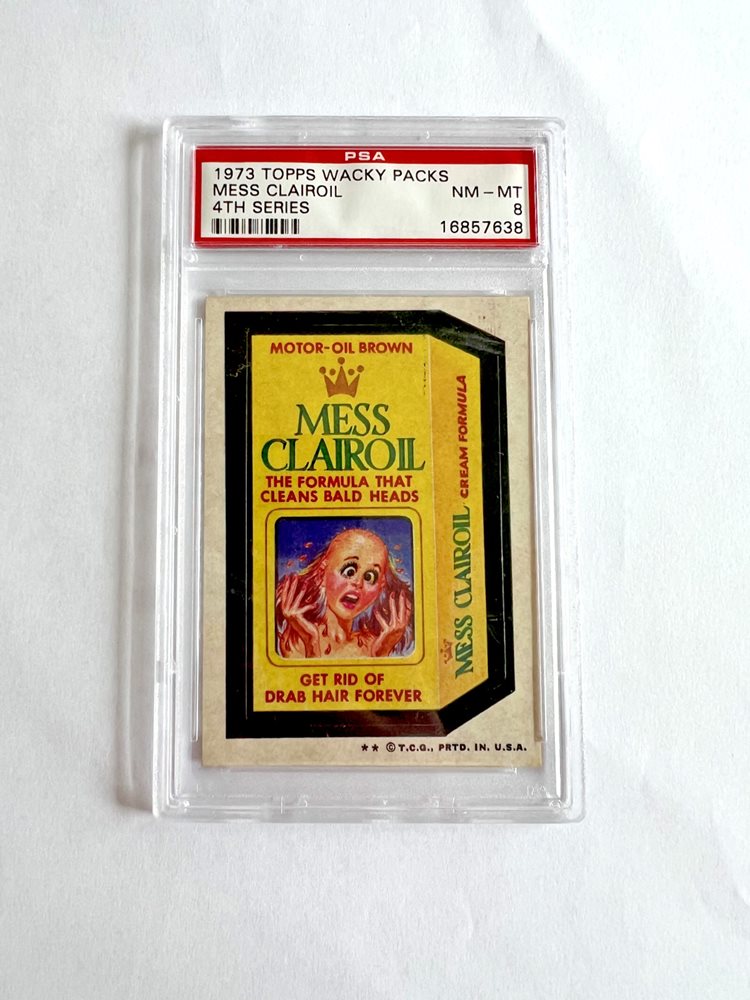 PSA
1973 TOPPS WACKY PACKS
MESS CLAIROIL NM - MT
4TH SERIES 8
16857638
MOTOR-OIL BROWN
MESS
CLAIROIL
THE FORMULA THAT
CLEANS BALD HEADS
GET RID OF
DRAB HAIR FOREVER
MESS CLAIROIL CREAM FORMULA
** © T.C.G., PRTD. IN. U.S.A.